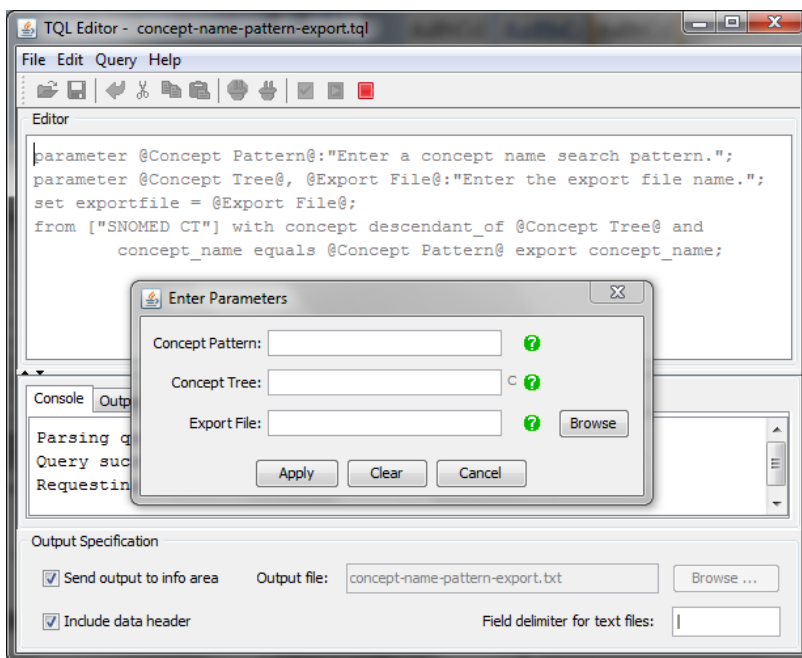 TQL Editor - concept-name-pattern-export.tql
File Edit Query Help
Editor
parameter @Concept Pattern@:"Enter a concept name search pattern.";
parameter @Concept Tree@, @Export File@:"Enter the export file name.";
set exportfile = @Export File@;
from ["SNOMED CT"] with concept descendant_of @Concept Tree@ and
concept_name equals @Concept Pattern@ export concept_name;
Enter Parameters
Concept Pattern: ?
Concept Tree: C ?
Export File: ? Browse
Apply Clear Cancel
Console Outp
Parsing q
Query suc
Requestin
Output Specification
Send output to info area Output file: concept-name-pattern-export.txt Browse ...
Include data header Field delimiter for text files: |